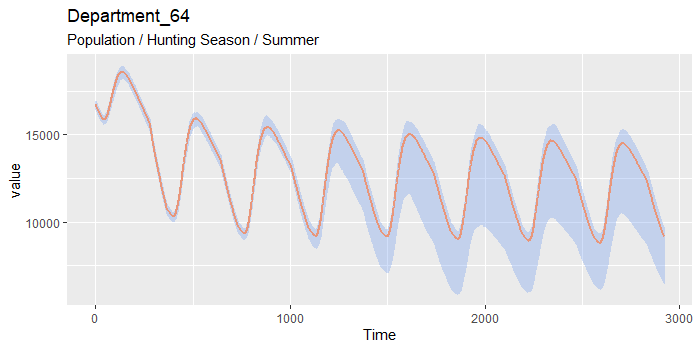 Department_64
Population / Hunting Season / Summer
15000
10000
value
0
1000
2000
3000
Time